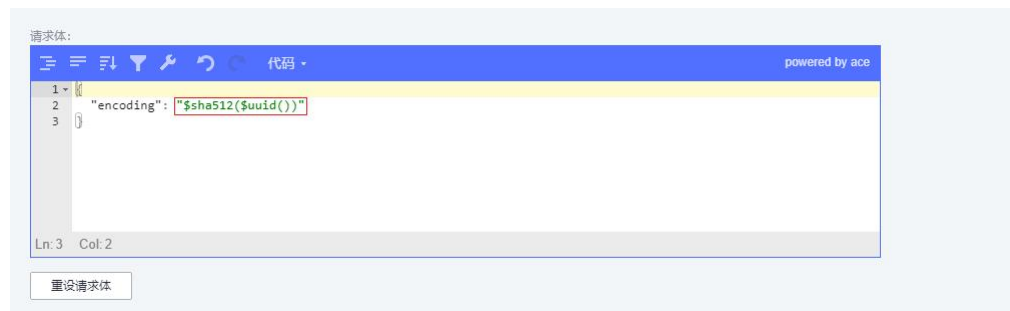 请求体:
代码
powered by ace
1 {
2 "encoding": "$sha512($uuid())"
3 }
Ln: 3 Col: 2
重设请求体